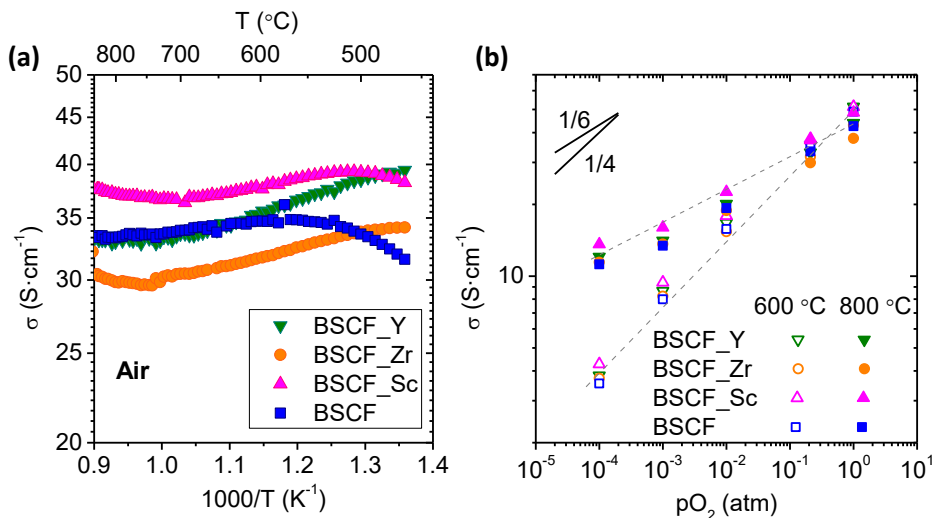 (a)
T (°C)
800 700 600 500
50
45
40
35
30
25
20
σ (S·cm⁻¹)
Air
BSCF_Y
BSCF_Zr
BSCF_Sc
BSCF
0.9 1.0 1.1 1.2 1.3 1.4
1000/T (K⁻¹)
(b)
1/6
1/4
10
σ (S·cm⁻¹)
600 °C 800 °C
BSCF_Y
BSCF_Zr
BSCF_Sc
BSCF
10⁻⁵ 10⁻⁴ 10⁻³ 10⁻² 10⁻¹ 10⁰ 10¹
pO₂ (atm)